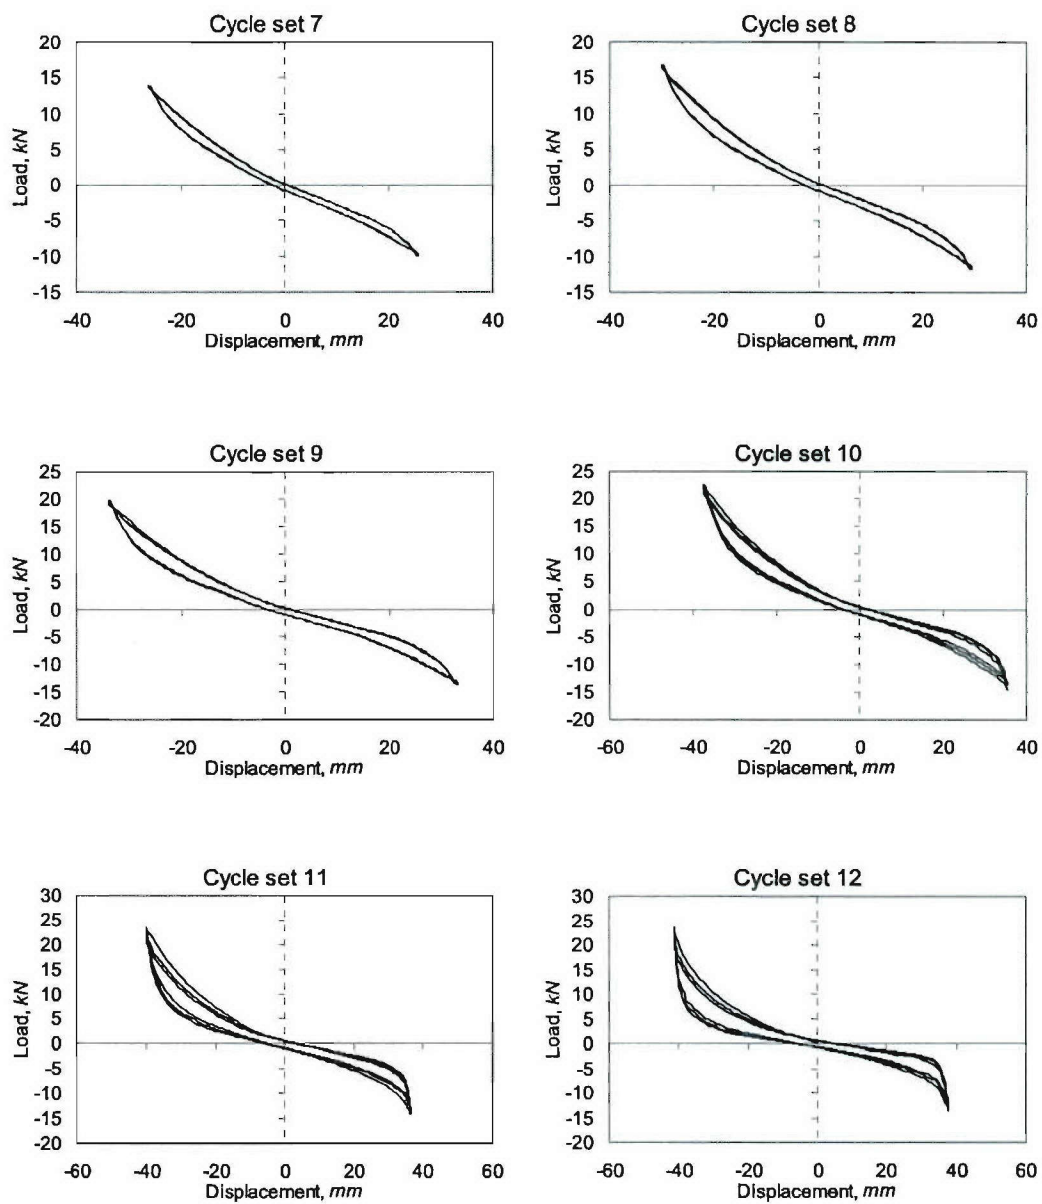 Cycle set 7
20
15
10
5
0
-5
-10
-15
Load, kN
-40 -20 0 20 40
Displacement, mm
Cycle set 8
20
15
10
5
0
-5
-10
-15
Load, kN
-40 -20 0 20 40
Displacement, mm
Cycle set 9
25
20
15
10
5
0
-5
-10
-15
-20
Load, kN
-40 -20 0 20 40
Displacement, mm
Cycle set 10
25
20
15
10
5
0
-5
-10
-15
-20
Load, kN
-60 -40 -20 0 20 40
Displacement, mm
Cycle set 11
30
25
20
15
10
5
0
-5
-10
-15
-20
Load, kN
-60 -40 -20 0 20 40 60
Displacement, mm
Cycle set 12
30
25
20
15
10
5
0
-5
-10
-15
-20
Load, kN
-60 -40 -20 0 20 40 60
Displacement, mm